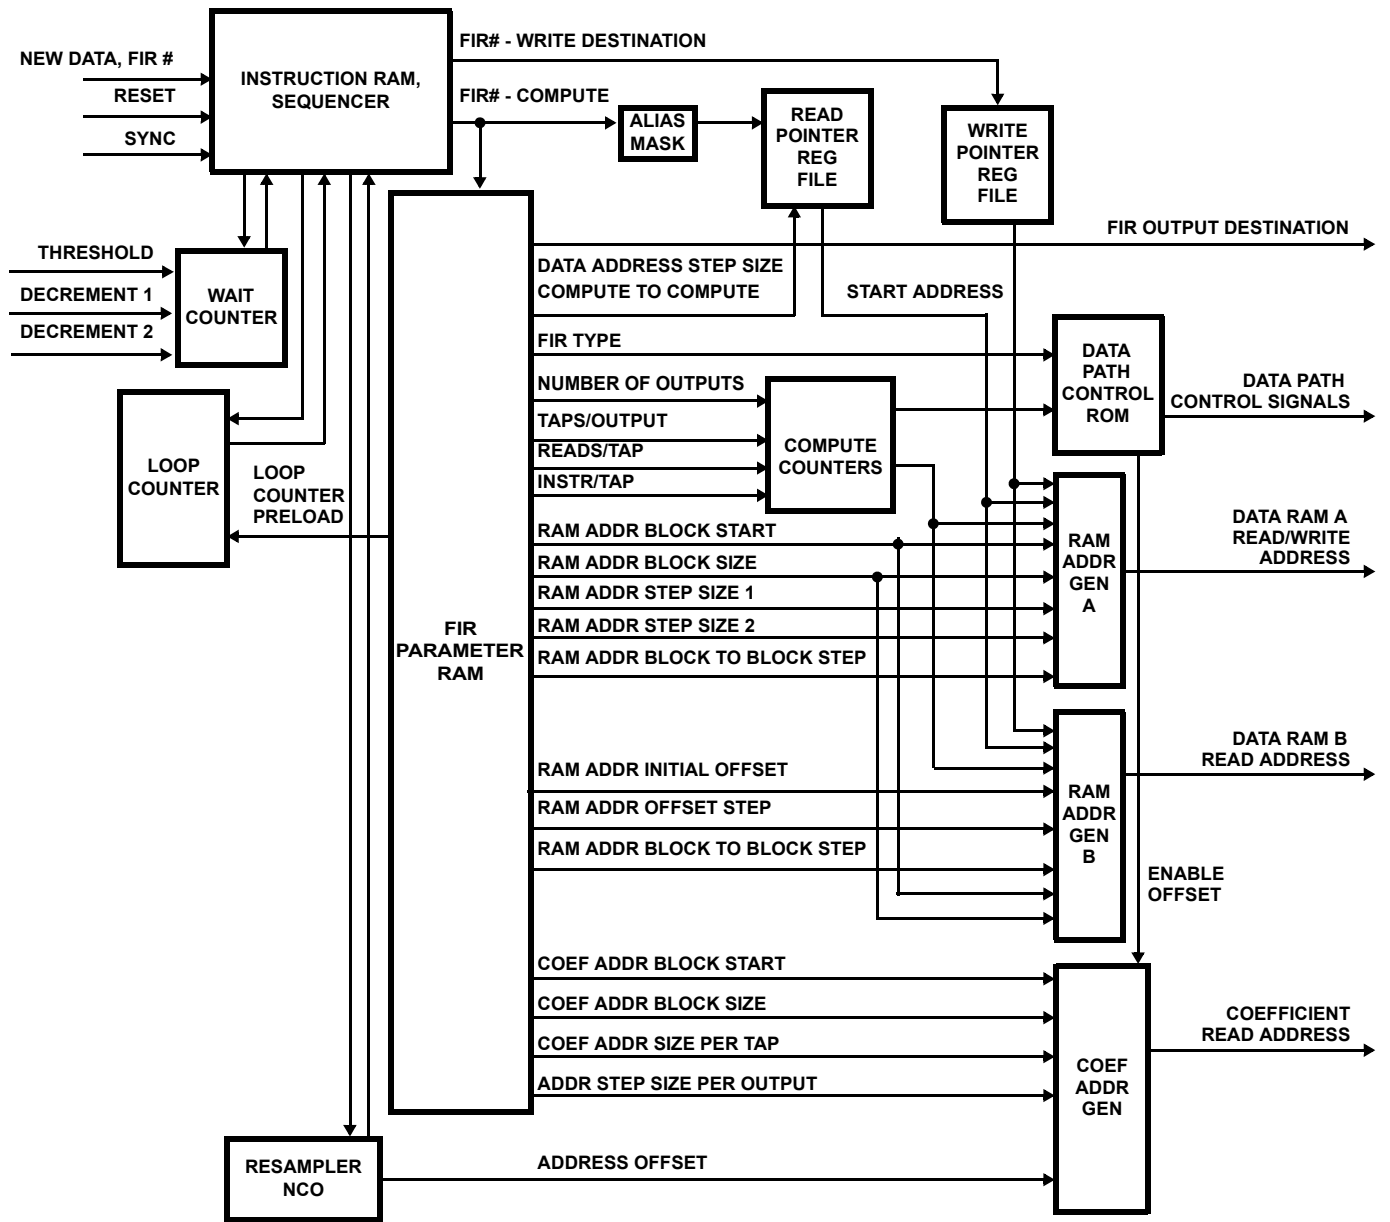 NEW DATA, FIR #
RESET
SYNC
INSTRUCTION RAM,
SEQUENCER
FIR# - WRITE DESTINATION
FIR# - COMPUTE
ALIAS
MASK
READ
POINTER
REG
FILE
WRITE
POINTER
REG
FILE
THRESHOLD
DECREMENT 1
DECREMENT 2
WAIT
COUNTER
LOOP
COUNTER
LOOP
COUNTER
PRELOAD
FIR
PARAMETER
RAM
FIR OUTPUT DESTINATION
DATA ADDRESS STEP SIZE
COMPUTE TO COMPUTE
START ADDRESS
FIR TYPE
NUMBER OF OUTPUTS
TAPS/OUTPUT
READS/TAP
INSTR/TAP
COMPUTE
COUNTERS
DATA
PATH
CONTROL
ROM
DATA PATH
CONTROL SIGNALS
RAM ADDR BLOCK START
RAM ADDR BLOCK SIZE
RAM ADDR STEP SIZE 1
RAM ADDR STEP SIZE 2
RAM ADDR BLOCK TO BLOCK STEP
RAM
ADDR
GEN
A
DATA RAM A
READ/WRITE
ADDRESS
RAM ADDR INITIAL OFFSET
RAM ADDR OFFSET STEP
RAM ADDR BLOCK TO BLOCK STEP
RAM
ADDR
GEN
B
DATA RAM B
READ ADDRESS
ENABLE
OFFSET
COEF ADDR BLOCK START
COEF ADDR BLOCK SIZE
COEF ADDR SIZE PER TAP
ADDR STEP SIZE PER OUTPUT
COEF
ADDR
GEN
COEFFICIENT
READ ADDRESS
RESAMPLER
NCO
ADDRESS OFFSET